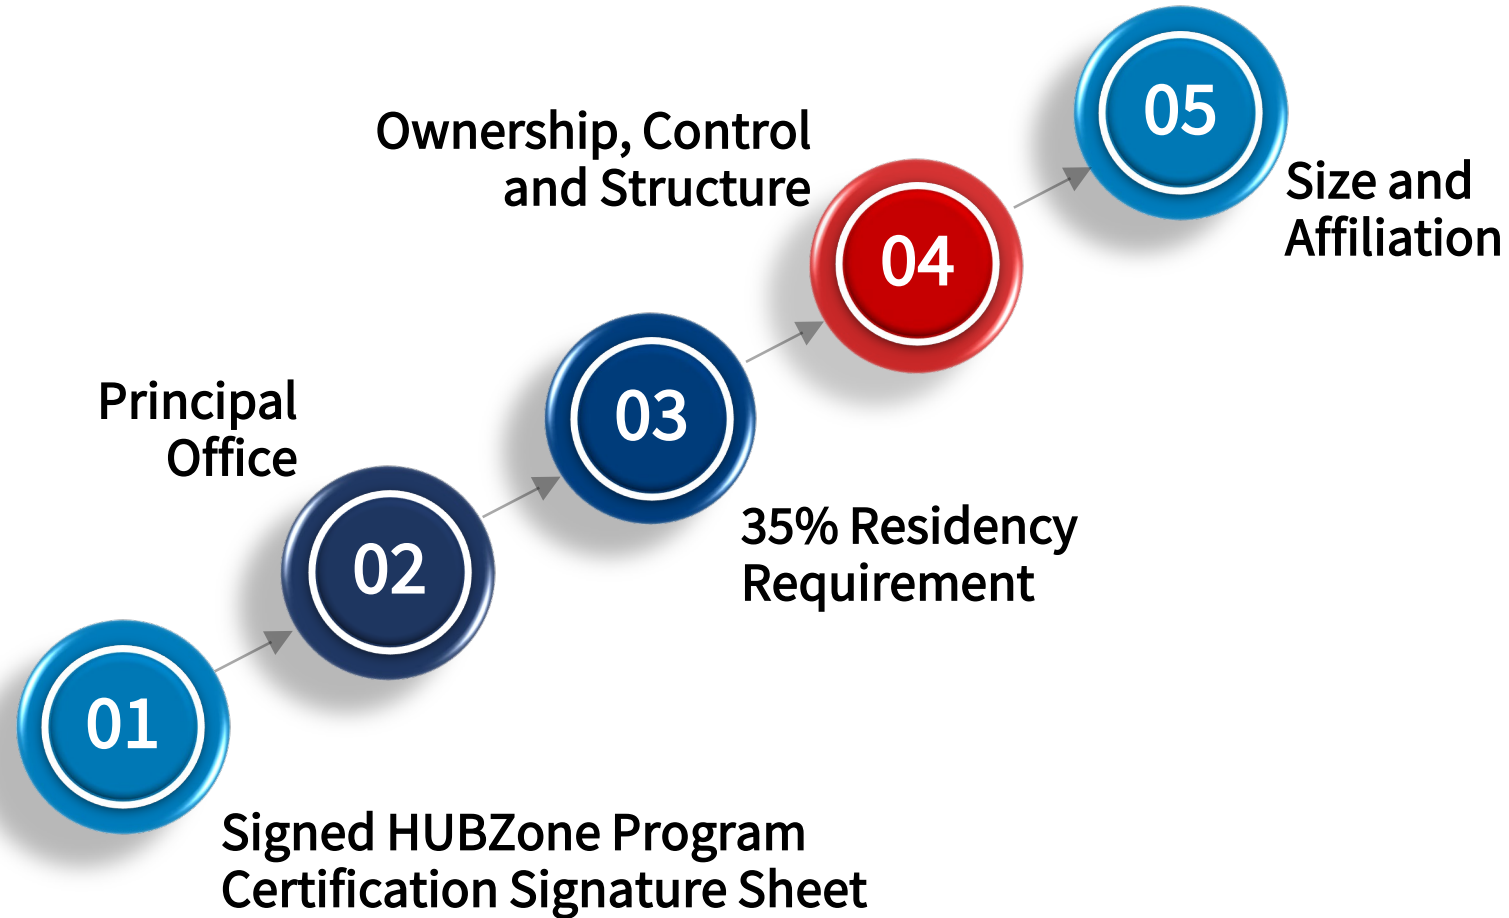 01
Signed HUBZone Program
Certification Signature Sheet
02
Principal
Office
03
35% Residency
Requirement
04
Ownership, Control
and Structure
05
Size and
Affiliation